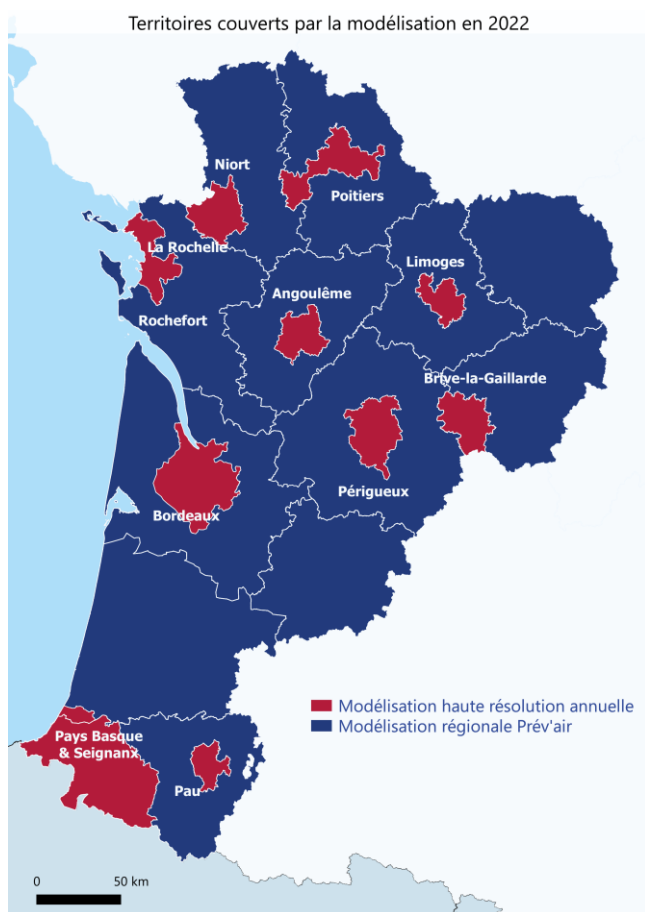 Territoires couverts par la modélisation en 2022
Niort
Poitiers
La Rochelle
Limoges
Angoulême
Rochefort
Brive-la-Gaillarde
Périgueux
Bordeaux
Modélisation haute résolution annuelle
Modélisation régionale Prév'air
Pays Basque
& Seignanx
Pau
0 50 km